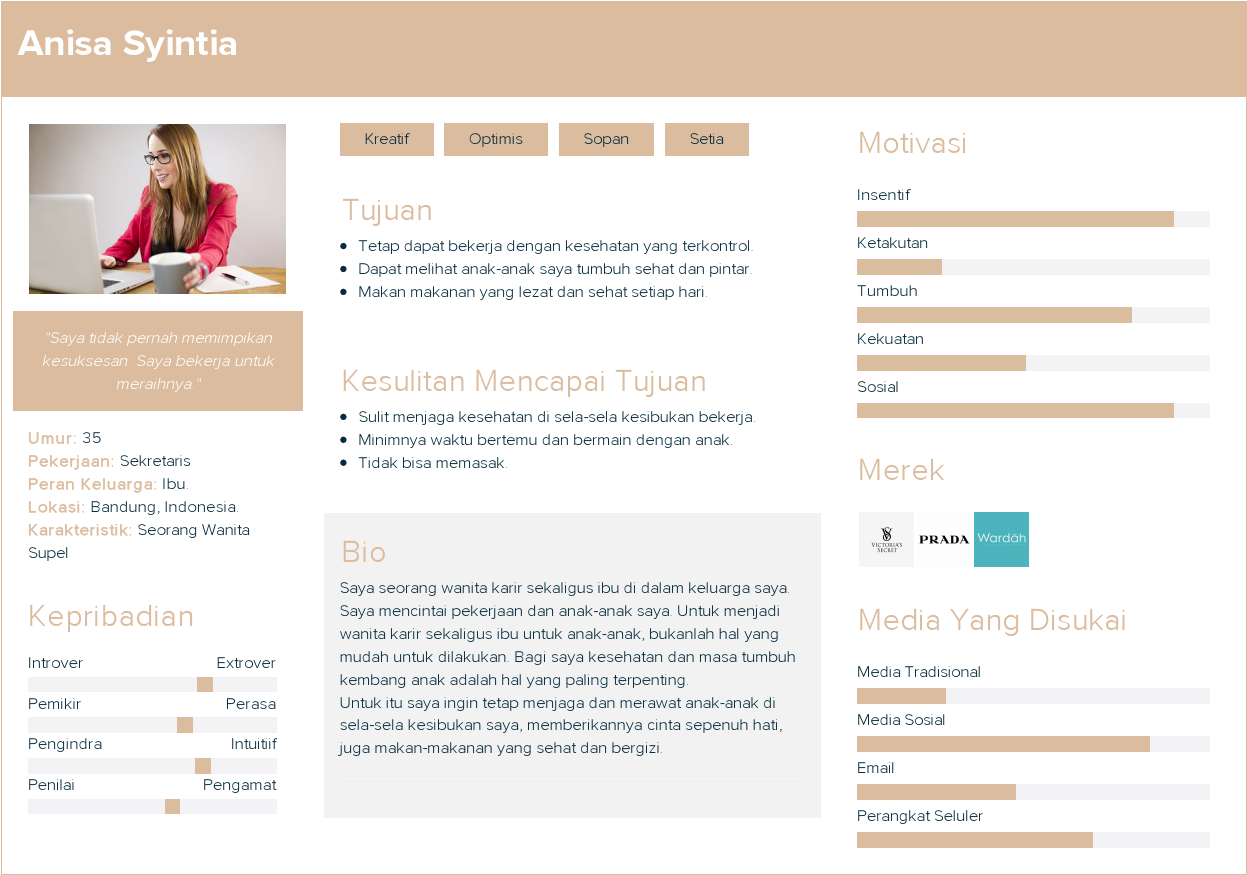 Anisa Syintia
"Saya tidak pernah memimpikan
kesuksesan. Saya bekerja untuk
meraihnya."
Umur: 35
Pekerjaan: Sekretaris
Peran Keluarga: Ibu.
Lokasi: Bandung, Indonesia.
Karakteristik: Seorang Wanita
Supel
Kepribadian
Introver Extrover
Pemikir Perasa
Pengindra Intuitiif
Penilai Pengamat
Kreatif Optimis Sopan Setia
Tujuan
Tetap dapat bekerja dengan kesehatan yang terkontrol.
Dapat melihat anak-anak saya tumbuh sehat dan pintar.
Makan makanan yang lezat dan sehat setiap hari.
Kesulitan Mencapai Tujuan
Sulit menjaga kesehatan di sela-sela kesibukan bekerja.
Minimnya waktu bertemu dan bermain dengan anak.
Tidak bisa memasak.
Bio
Saya seorang wanita karir sekaligus ibu di dalam keluarga saya.
Saya mencintai pekerjaan dan anak-anak saya. Untuk menjadi
wanita karir sekaligus ibu untuk anak-anak, bukanlah hal yang
mudah untuk dilakukan. Bagi saya kesehatan dan masa tumbuh
kembang anak adalah hal yang paling terpenting.
Untuk itu saya ingin tetap menjaga dan merawat anak-anak di
sela-sela kesibukan saya, memberikannya cinta sepenuh hati,
juga makan-makanan yang sehat dan bergizi.
Motivasi
Insentif
Ketakutan
Tumbuh
Kekuatan
Sosial
Merek
VICTORIA'S
SECRET
PRADA
Wardah
Media Yang Disukai
Media Tradisional
Media Sosial
Email
Perangkat Seluler